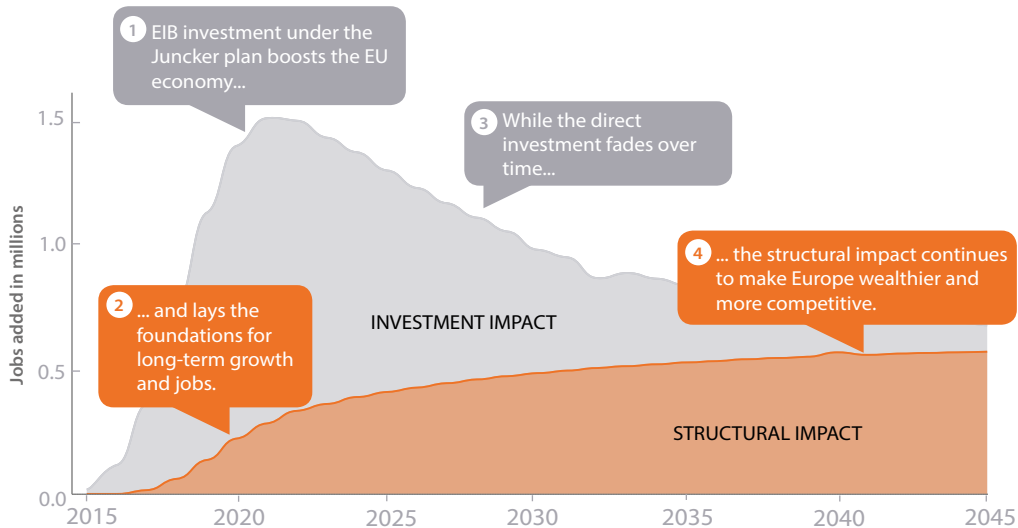 1 EIB investment under the
Juncker plan boosts the EU
economy...
3 While the direct
investment fades over
time...
4 ... the structural impact continues
to make Europe wealthier and
more competitive.
2 ... and lays the
foundations for
long-term growth
and jobs.
INVESTMENT IMPACT
STRUCTURAL IMPACT
Jobs added in millions
1.5
1.0
0.5
0.0
2015 2020 2025 2030 2035 2040 2045